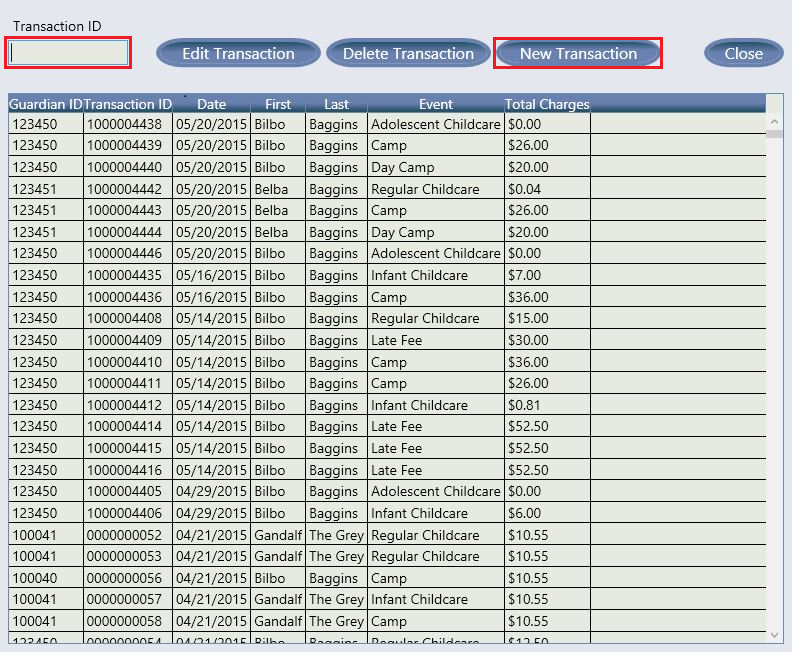 Transaction ID
Edit Transaction Delete Transaction New Transaction Close
Guardian ID Transaction ID Date First Last Event Total Charges
123450 1000004438 05/20/2015 Bilbo Baggins Adolescent Childcare $0.00
123450 1000004439 05/20/2015 Bilbo Baggins Camp $26.00
123450 1000004440 05/20/2015 Bilbo Baggins Day Camp $20.00
123451 1000004442 05/20/2015 Belba Baggins Regular Childcare $0.04
123451 1000004443 05/20/2015 Belba Baggins Camp $26.00
123451 1000004444 05/20/2015 Belba Baggins Day Camp $20.00
123450 1000004446 05/20/2015 Bilbo Baggins Adolescent Childcare $0.00
123450 1000004435 05/16/2015 Bilbo Baggins Infant Childcare $7.00
123450 1000004436 05/16/2015 Bilbo Baggins Camp $36.00
123450 1000004408 05/14/2015 Bilbo Baggins Regular Childcare $15.00
123450 1000004409 05/14/2015 Bilbo Baggins Late Fee $30.00
123450 1000004410 05/14/2015 Bilbo Baggins Camp $36.00
123450 1000004411 05/14/2015 Bilbo Baggins Camp $26.00
123450 1000004412 05/14/2015 Bilbo Baggins Infant Childcare $0.81
123450 1000004414 05/14/2015 Bilbo Baggins Late Fee $52.50
123450 1000004415 05/14/2015 Bilbo Baggins Late Fee $52.50
123450 1000004416 05/14/2015 Bilbo Baggins Late Fee $52.50
123450 1000004405 04/29/2015 Bilbo Baggins Adolescent Childcare $0.00
123450 1000004406 04/29/2015 Bilbo Baggins Infant Childcare $6.00
100041 0000000052 04/21/2015 Gandalf The Grey Regular Childcare $10.55
100041 0000000053 04/21/2015 Gandalf The Grey Regular Childcare $10.55
100040 0000000056 04/21/2015 Bilbo Baggins Camp $10.55
100041 0000000057 04/21/2015 Gandalf The Grey Infant Childcare $10.55
100041 0000000058 04/21/2015 Gandalf The Grey Camp $10.55
123450 0000000054 04/21/2015 Bilbo Baggins Regular Childcare $12.50